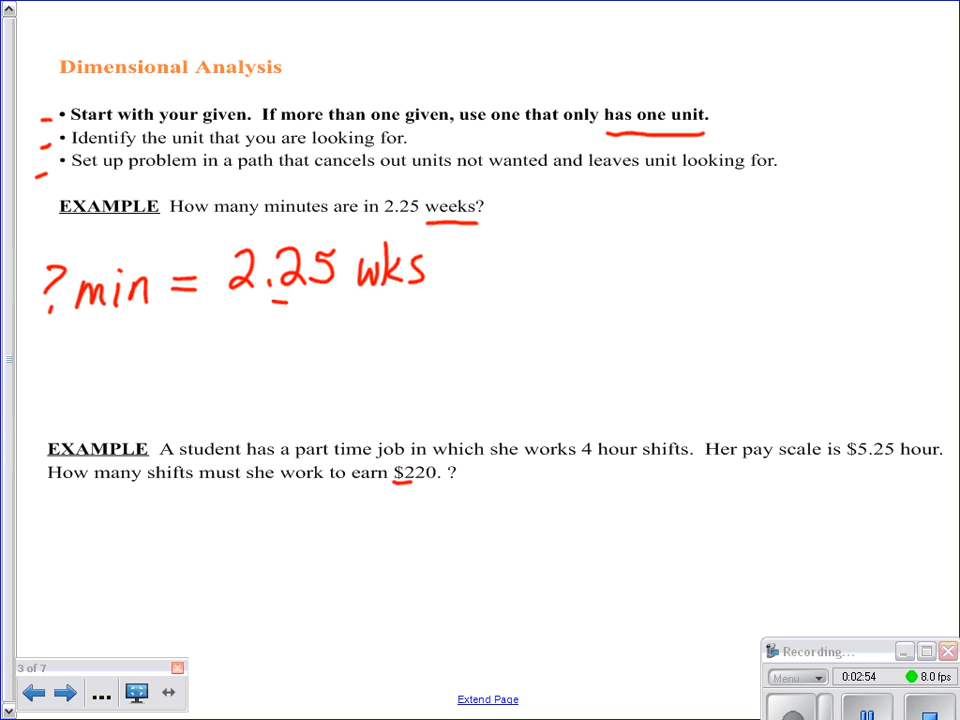 Dimensional Analysis
• Start with your given. If more than one given, use one that only has one unit.
• Identify the unit that you are looking for.
• Set up problem in a path that cancels out units not wanted and leaves unit looking for.
EXAMPLE How many minutes are in 2.25 weeks?
? min = 2.25 wks
EXAMPLE A student has a part time job in which she works 4 hour shifts. Her pay scale is $5.25 hour.
How many shifts must she work to earn $220. ?
3 of 7
...
Extend Page
Recording...
Menu
0:02:54
8.0 fps